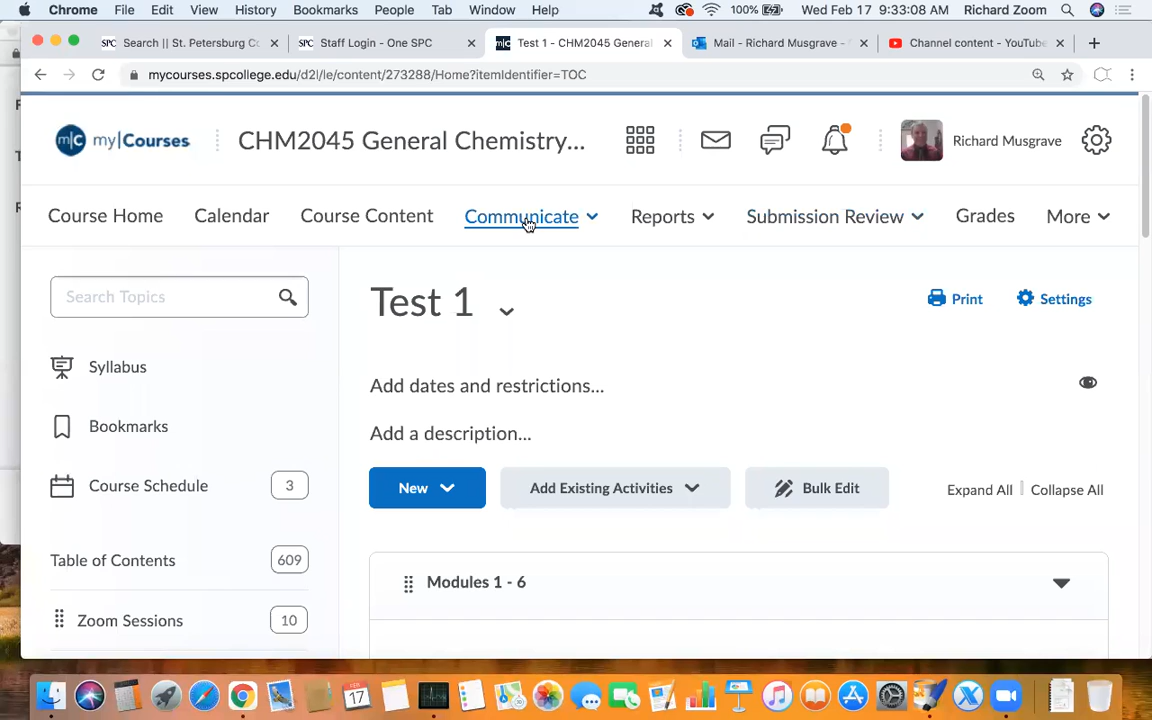 Chrome File Edit View History Bookmarks People Tab Window Help 100% Wed Feb 17 9:33:08 AM Richard Zoom
Search || St. Petersburg Co × Staff Login - One SPC × Test 1 - CHM2045 General × Mail - Richard Musgrave - × Channel content - YouTube × +
mycourses.spcollege.edu/d2l/le/content/273288/Home?itemIdentifier=TOC
m|c my|Courses CHM2045 General Chemistry... Richard Musgrave
Course Home Calendar Course Content Communicate Reports Submission Review Grades More
Search Topics
Test 1
Print Settings
Syllabus
Add dates and restrictions...
Bookmarks
Add a description...
Course Schedule 3
New Add Existing Activities Bulk Edit Expand All Collapse All
Table of Contents 609
Modules 1 - 6
Zoom Sessions 10
FEB
17